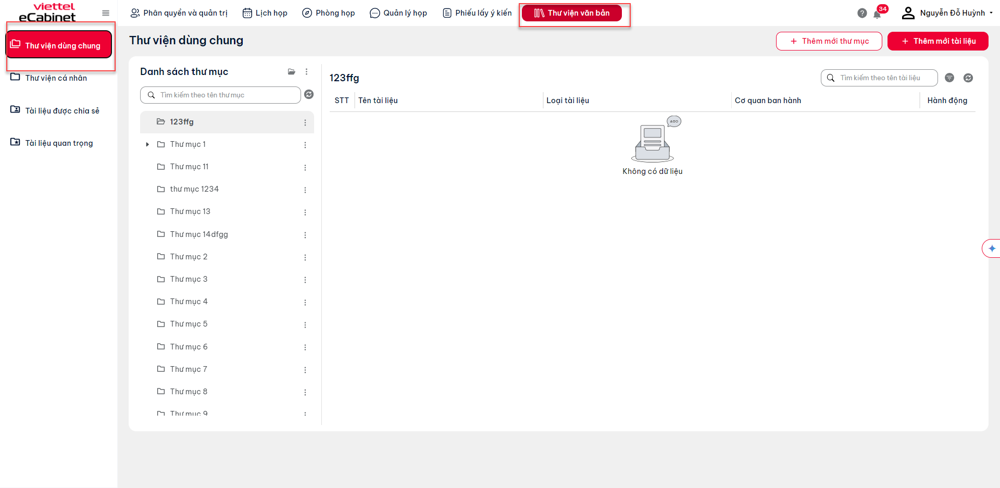 viettel
eCabinet
Phân quyền và quản trị
Lịch họp
Phòng họp
Quản lý họp
Phiếu lấy ý kiến
Thư viện văn bản
?
34
Nguyễn Đỗ Huỳnh
Thư viện dùng chung
Thư viện cá nhân
Tài liệu được chia sẻ
Tài liệu quan trọng
Thư viện dùng chung
+ Thêm mới thư mục
+ Thêm mới tài liệu
Danh sách thư mục
Tìm kiếm theo tên thư mục
123ffg
Thư mục 1
Thư mục 11
thư mục 1234
Thư mục 13
Thư mục 14dfgg
Thư mục 2
Thư mục 3
Thư mục 4
Thư mục 5
Thư mục 6
Thư mục 7
Thư mục 8
Thư mục 9
123ffg
Tìm kiếm theo tên tài liệu
STT Tên tài liệu Loại tài liệu Cơ quan ban hành Hành động
Không có dữ liệu